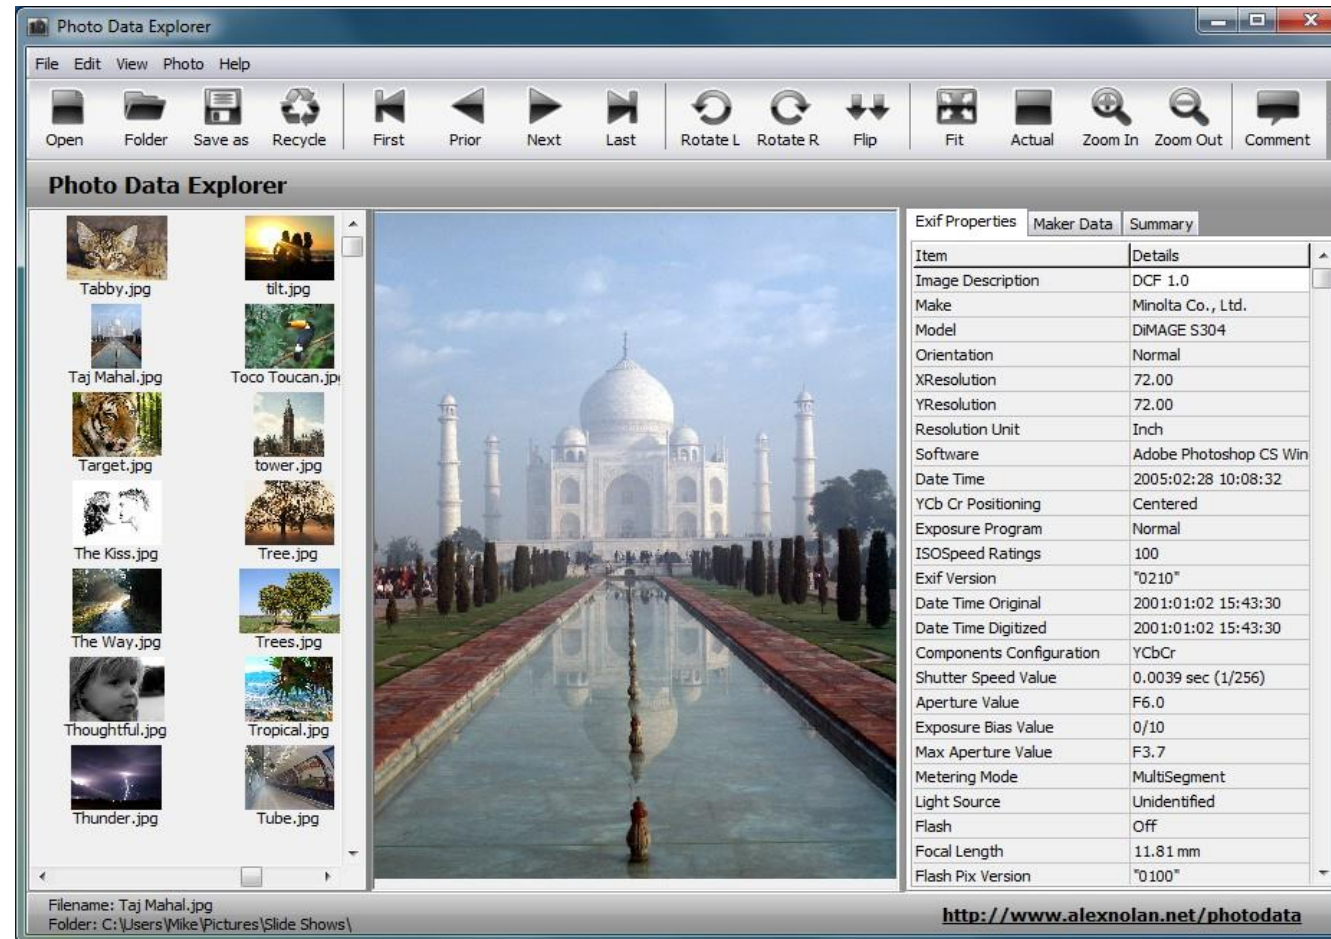 Photo Data Explorer
File Edit View Photo Help
Open Folder Save as Recycle First Prior Next Last Rotate L Rotate R Flip Fit Actual Zoom In Zoom Out Comment
Photo Data Explorer
Tabby.jpg tilt.jpg
Taj Mahal.jpg Toco Toucan.jp
Target.jpg tower.jpg
The Kiss.jpg Tree.jpg
The Way.jpg Trees.jpg
Thoughtful.jpg Tropical.jpg
Thunder.jpg Tube.jpg
Exif Properties Maker Data Summary
Item Details
Image Description DCF 1.0
Make Minolta Co., Ltd.
Model DiMAGE S304
Orientation Normal
XResolution 72.00
YResolution 72.00
Resolution Unit Inch
Software Adobe Photoshop CS Win
Date Time 2005:02:28 10:08:32
YCb Cr Positioning Centered
Exposure Program Normal
ISOSpeed Ratings 100
Exif Version "0210"
Date Time Original 2001:01:02 15:43:30
Date Time Digitized 2001:01:02 15:43:30
Components Configuration YCbCr
Shutter Speed Value 0.0039 sec (1/256)
Aperture Value F6.0
Exposure Bias Value 0/10
Max Aperture Value F3.7
Metering Mode MultiSegment
Light Source Unidentified
Flash Off
Focal Length 11.81 mm
Flash Pix Version "0100"
Filename: Taj Mahal.jpg
Folder: C:\Users\Mike\Pictures\Slide Shows\
http://www.alexnolan.net/photodata